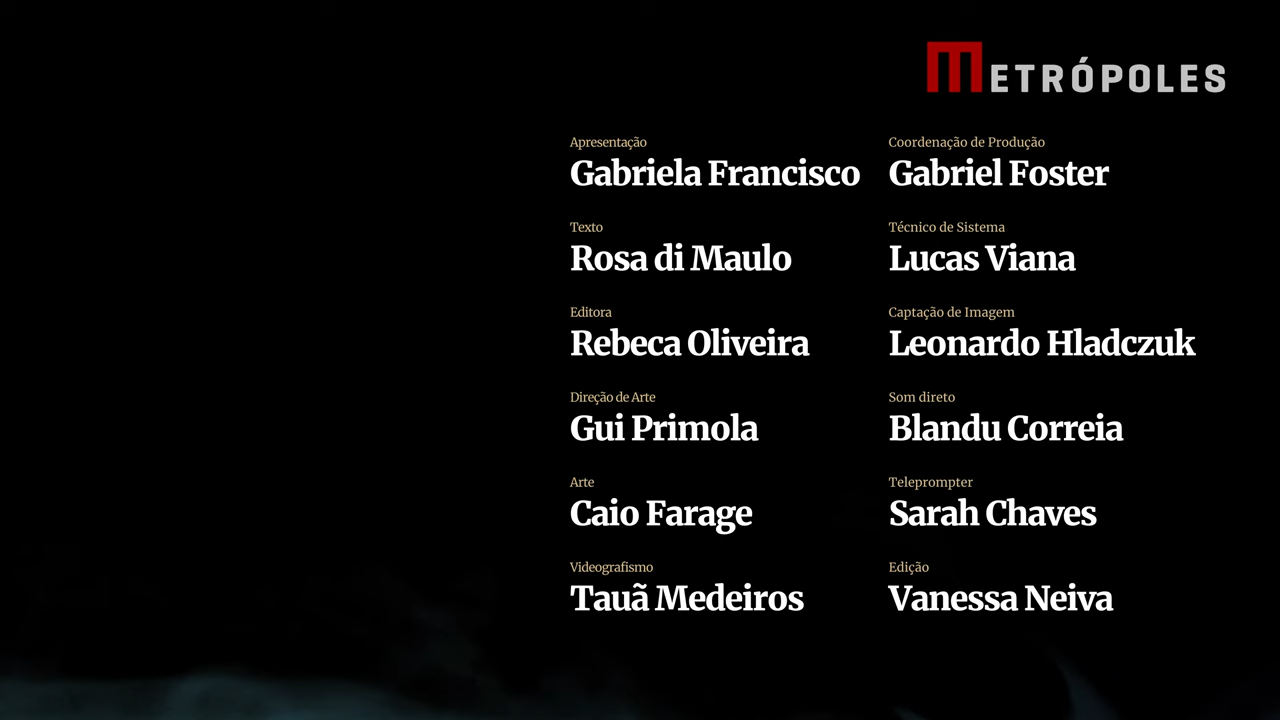 METRÓPOLES
Apresentação
Gabriela Francisco
Texto
Rosa di Maulo
Editora
Rebeca Oliveira
Direção de Arte
Gui Primola
Arte
Caio Farage
Videografismo
Tauã Medeiros
Coordenação de Produção
Gabriel Foster
Técnico de Sistema
Lucas Viana
Captação de Imagem
Leonardo Hladczuk
Som direto
Blandu Correia
Teleprompter
Sarah Chaves
Edição
Vanessa Neiva